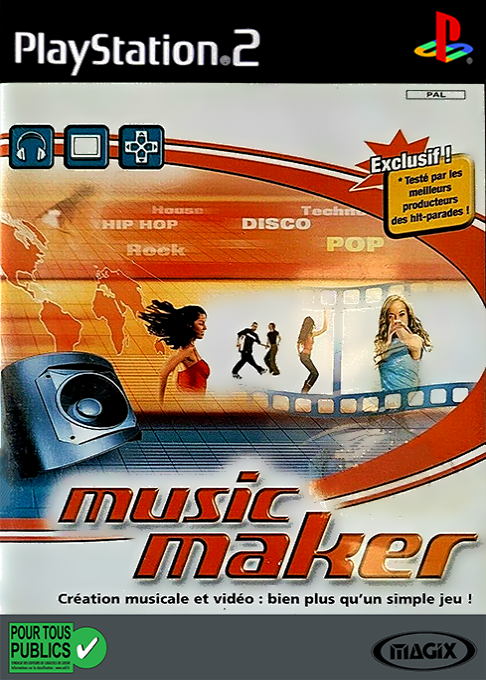 PlayStation.2
PAL
Exclusif !
* Testé par les
meilleurs
producteurs
des hit-parades !
House
Techno
HIP HOP
DISCO
Rock
POP
music
maker
Création musicale et vidéo : bien plus qu'un simple jeu !
POUR TOUS
PUBLICS
MAGIX